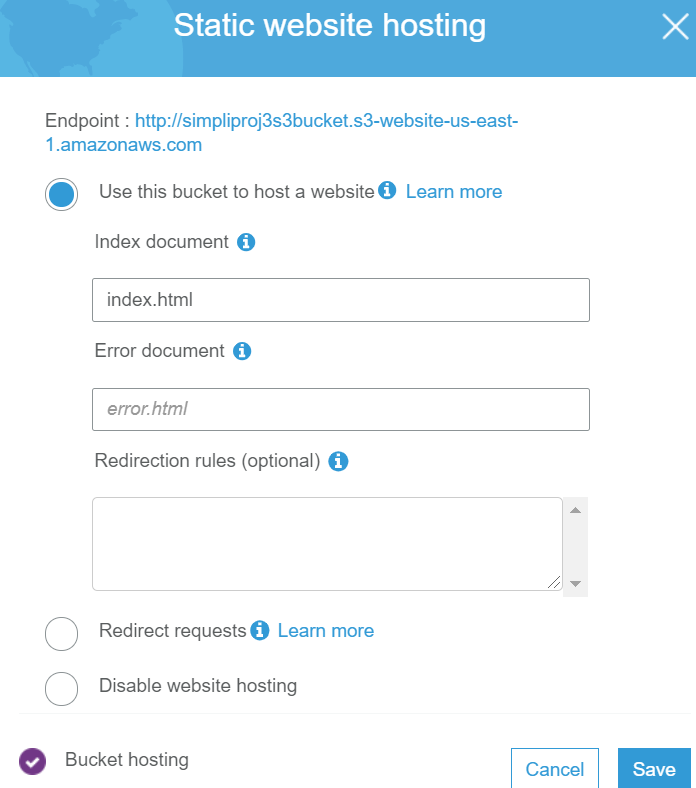 Static website hosting
Endpoint : http://simpliproj3s3bucket.s3-website-us-east-
1.amazonaws.com
Use this bucket to host a website Learn more
Index document
index.html
Error document
error.html
Redirection rules (optional)
Redirect requests Learn more
Disable website hosting
Bucket hosting
Cancel Save